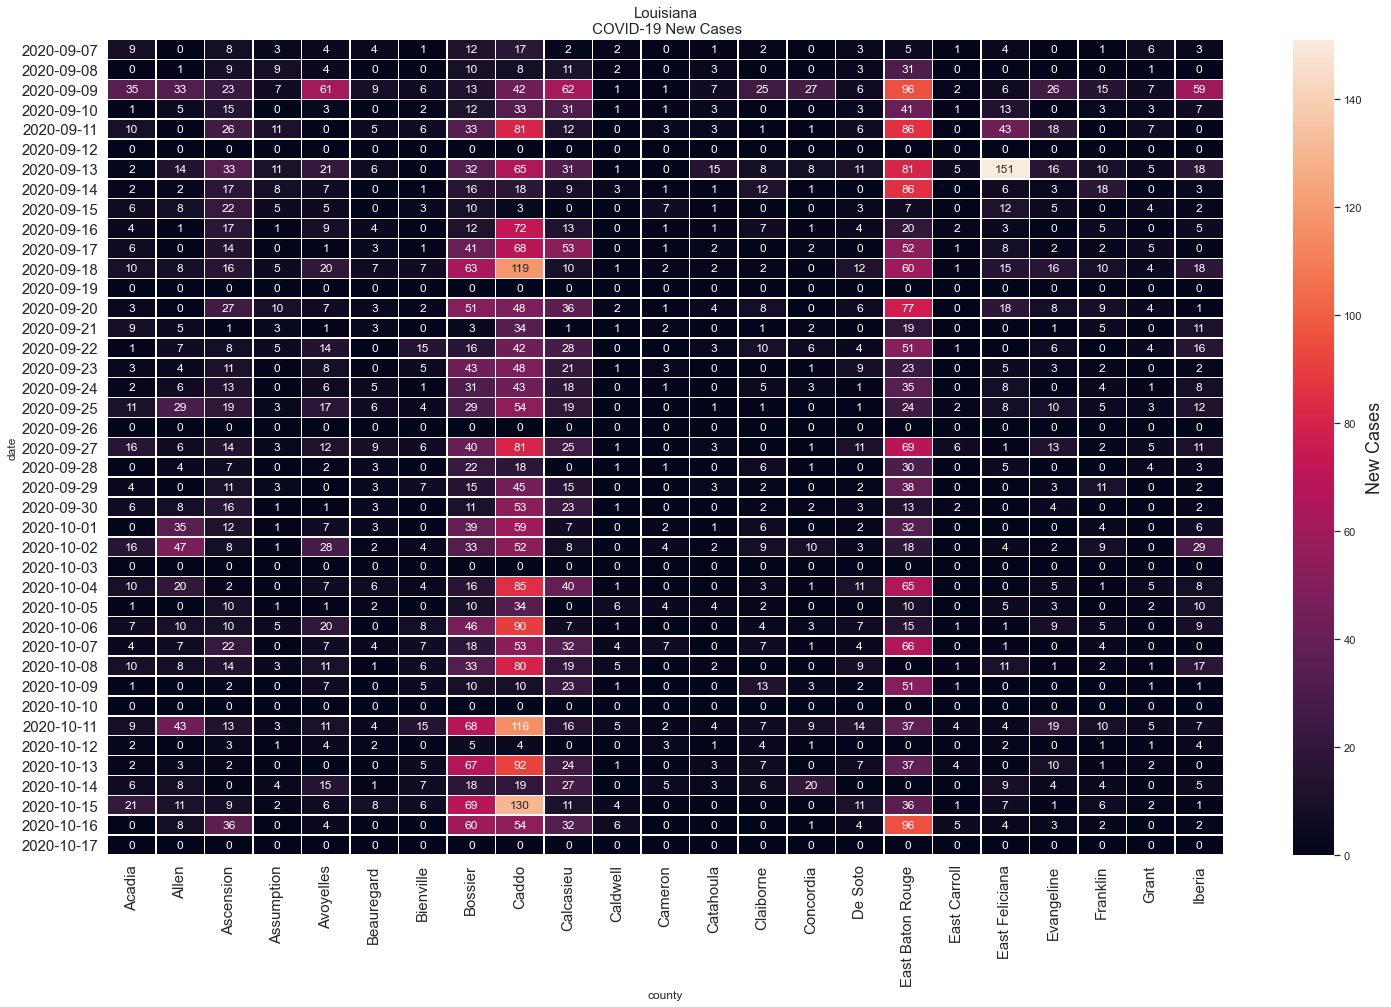 Louisiana
COVID-19 New Cases
2020-09-07 9 0 8 3 4 4 1 12 17 2 2 0 1 2 0 3 5 1 4 0 1 6 3
2020-09-08 0 1 9 9 4 0 0 10 8 11 2 0 3 0 0 3 31 0 0 0 0 1 0
2020-09-09 35 33 23 7 61 9 6 13 42 62 1 1 7 25 27 6 96 2 6 26 15 7 59
2020-09-10 1 5 15 0 3 0 2 12 33 31 1 1 3 0 0 3 41 1 13 0 3 3 7
2020-09-11 10 0 26 11 0 5 6 33 81 12 0 3 3 1 1 6 86 0 43 18 0 7 0
2020-09-12 0 0 0 0 0 0 0 0 0 0 0 0 0 0 0 0 0 0 0 0 0 0 0
2020-09-13 2 14 33 11 21 6 0 32 65 31 1 0 15 8 8 11 81 5 151 16 10 5 18
2020-09-14 2 2 17 8 7 0 1 16 18 9 3 1 1 12 1 0 86 0 6 3 18 0 3
2020-09-15 6 8 22 5 5 0 3 10 3 0 0 7 1 0 0 3 7 0 12 5 0 4 2
2020-09-16 4 1 17 1 9 4 0 12 72 13 0 1 1 7 1 4 20 2 3 0 5 0 5
2020-09-17 6 0 14 0 1 3 1 41 68 53 0 1 2 0 2 0 52 1 8 2 2 5 0
2020-09-18 10 8 16 5 20 7 7 63 119 10 1 2 2 2 0 12 60 1 15 16 10 4 18
2020-09-19 0 0 0 0 0 0 0 0 0 0 0 0 0 0 0 0 0 0 0 0 0 0 0
2020-09-20 3 0 27 10 7 3 2 51 48 36 2 1 4 8 0 6 77 0 18 8 9 4 1
2020-09-21 9 5 1 3 1 3 0 3 34 1 1 2 0 1 2 0 19 0 0 1 5 0 11
2020-09-22 1 7 8 5 14 0 15 16 42 28 0 0 3 10 6 4 51 1 0 6 0 4 16
2020-09-23 3 4 11 0 8 0 5 43 48 21 1 3 0 0 1 9 23 0 5 3 2 0 2
2020-09-24 2 6 13 0 6 5 1 31 43 18 0 1 0 5 3 1 35 0 8 0 4 1 8
2020-09-25 11 29 19 3 17 6 4 29 54 19 0 0 1 1 0 1 24 2 8 10 5 3 12
2020-09-26 0 0 0 0 0 0 0 0 0 0 0 0 0 0 0 0 0 0 0 0 0 0 0
2020-09-27 16 6 14 3 12 9 6 40 81 25 1 0 3 0 1 11 69 6 1 13 2 5 11
2020-09-28 0 4 7 0 2 3 0 22 18 0 1 1 0 6 1 0 30 0 5 0 0 4 3
2020-09-29 4 0 11 3 0 3 7 15 45 15 0 0 3 2 0 2 38 0 0 3 11 0 2
2020-09-30 6 8 16 1 1 3 0 11 53 23 1 0 0 2 2 3 13 2 0 4 0 0 2
2020-10-01 0 35 12 1 7 3 0 39 59 7 0 2 1 6 0 2 32 0 0 0 4 0 6
2020-10-02 16 47 8 1 28 2 4 33 52 8 0 4 2 9 10 3 18 0 4 2 9 0 29
2020-10-03 0 0 0 0 0 0 0 0 0 0 0 0 0 0 0 0 0 0 0 0 0 0 0
2020-10-04 10 20 2 0 7 6 4 16 85 40 1 0 0 3 1 11 65 0 0 5 1 5 8
2020-10-05 1 0 10 1 1 2 0 10 34 0 6 4 4 2 0 0 10 0 5 3 0 2 10
2020-10-06 7 10 10 5 20 0 8 46 90 7 1 0 0 4 3 7 15 1 1 9 5 0 9
2020-10-07 4 7 22 0 7 4 7 18 53 32 4 7 0 7 1 4 66 0 1 0 4 0 0
2020-10-08 10 8 14 3 11 1 6 33 80 19 5 0 2 0 0 9 0 1 11 1 2 1 17
2020-10-09 1 0 2 0 7 0 5 10 10 23 1 0 0 13 3 2 51 1 0 0 0 1 1
2020-10-10 0 0 0 0 0 0 0 0 0 0 0 0 0 0 0 0 0 0 0 0 0 0 0
2020-10-11 9 43 13 3 11 4 15 68 116 16 5 2 4 7 9 14 37 4 4 19 10 5 7
2020-10-12 2 0 3 1 4 2 0 5 4 0 0 3 1 4 1 0 0 0 2 0 1 1 4
2020-10-13 2 3 2 0 0 0 5 67 92 24 1 0 3 7 0 7 37 4 0 10 1 2 2
2020-10-14 6 8 0 4 15 1 7 18 19 27 0 5 3 6 20 0 0 0 9 4 4 0 5
2020-10-15 21 11 9 2 6 8 6 69 130 11 4 0 0 0 0 11 36 1 7 1 6 2 1
2020-10-16 0 8 36 0 4 0 0 60 54 32 6 0 0 0 1 4 96 5 4 3 2 0 2
2020-10-17 0 0 0 0 0 0 0 0 0 0 0 0 0 0 0 0 0 0 0 0 0 0 0
date
Acadia Allen Ascension Assumption Avoyelles Beauregard Bienville Bossier Caddo Calcasieu Caldwell Cameron Catahoula Claiborne Concordia De Soto East Baton Rouge East Carroll East Feliciana Evangeline Franklin Grant Iberia
county
140
120
100
80
60
40
20
0
New Cases